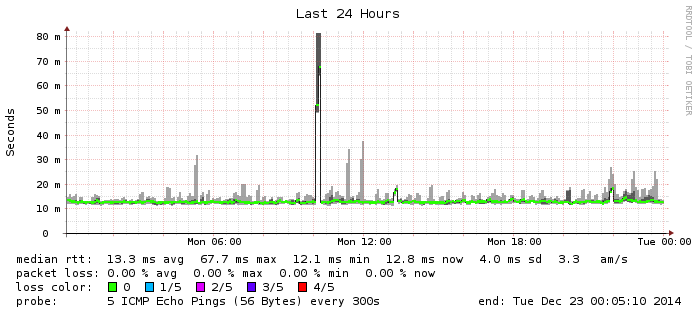 Last 24 Hours
RRDTOOL / TOBI OETIKER
Seconds
80 m
70 m
60 m
50 m
40 m
30 m
20 m
10 m
0
Mon 06:00 Mon 12:00 Mon 18:00 Tue 00:00
median rtt: 13.3 ms avg 67.7 ms max 12.1 ms min 12.8 ms now 4.0 ms sd 3.3 am/s
packet loss: 0.00 % avg 0.00 % max 0.00 % min 0.00 % now
loss color: 0 1/5 2/5 3/5 4/5
probe: 5 ICMP Echo Pings (56 Bytes) every 300s end: Tue Dec 23 00:05:10 2014